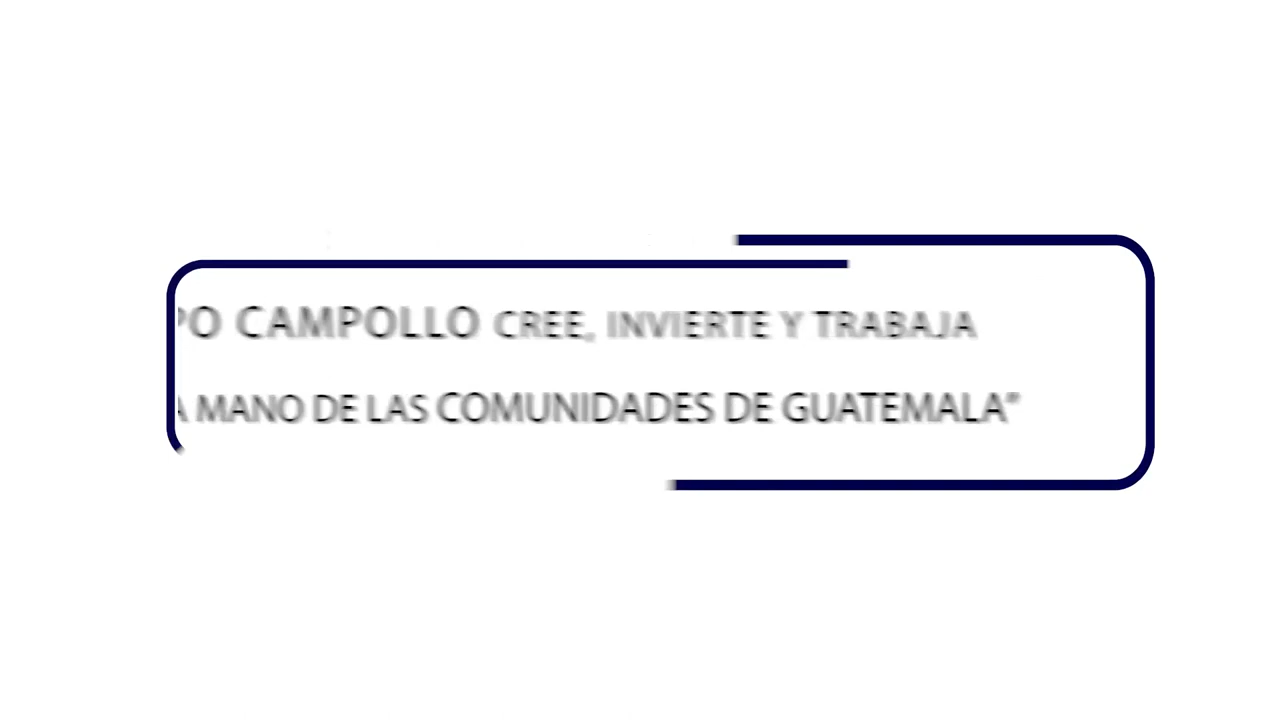 PO CAMPOLLO CREE, INVIERTE Y TRABAJA
A MANO DE LAS COMUNIDADES DE GUATEMALA”